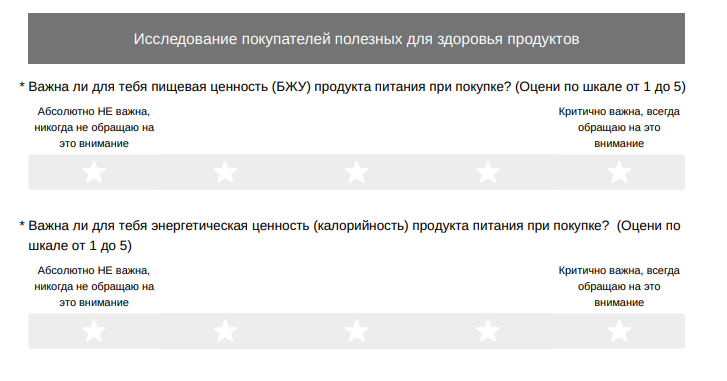 Исследование покупателей полезных для здоровья продуктов
* Важна ли для тебя пищевая ценность (БЖУ) продукта питания при покупке? (Оцени по шкале от 1 до 5)
Абсолютно НЕ важна,
никогда не обращаю на
это внимание
Критично важна, всегда
обращаю на это
внимание
* Важна ли для тебя энергетическая ценность (калорийность) продукта питания при покупке?  (Оцени по
шкале от 1 до 5)
Абсолютно НЕ важна,
никогда не обращаю на
это внимание
Критично важна, всегда
обращаю на это
внимание